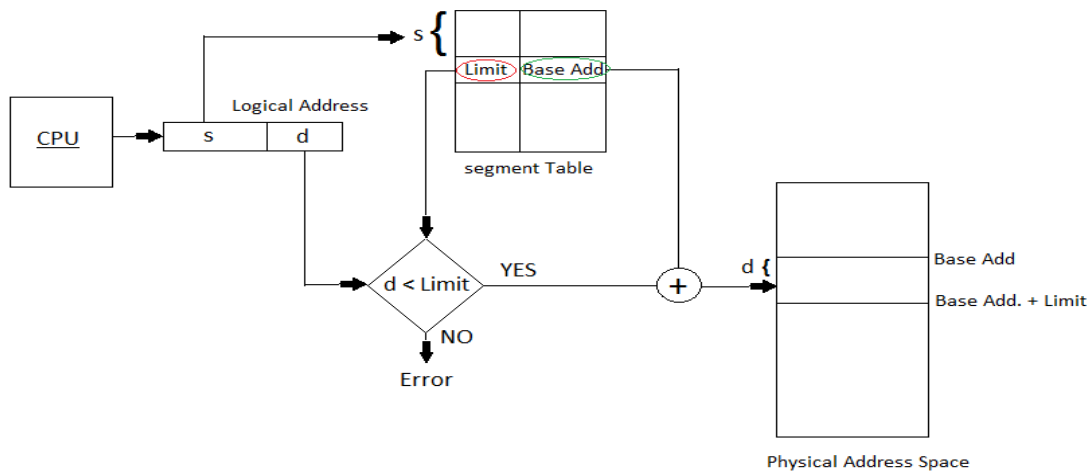 s {
Limit Base Add
Logical Address
CPU
s d
segment Table
d < Limit
YES
+
d {
Base Add
Base Add. + Limit
NO
Error
Physical Address Space